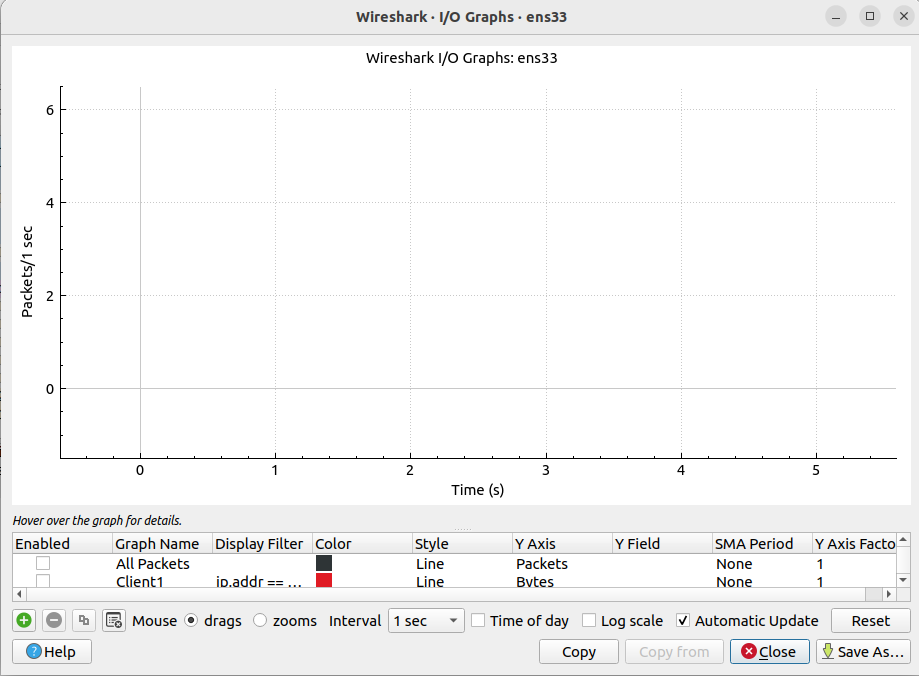 Wireshark · I/O Graphs · ens33
Wireshark I/O Graphs: ens33
Packets/1 sec
6
4
2
0
0 1 2 3 4 5
Time (s)
Hover over the graph for details.
Enabled Graph Name Display Filter Color Style Y Axis Y Field SMA Period Y Axis Facto
All Packets Line Packets None 1
Client1 ip.addr == … Line Bytes None 1
Mouse drags zooms Interval 1 sec Time of day Log scale Automatic Update Reset
Help Copy Copy from Close Save As…